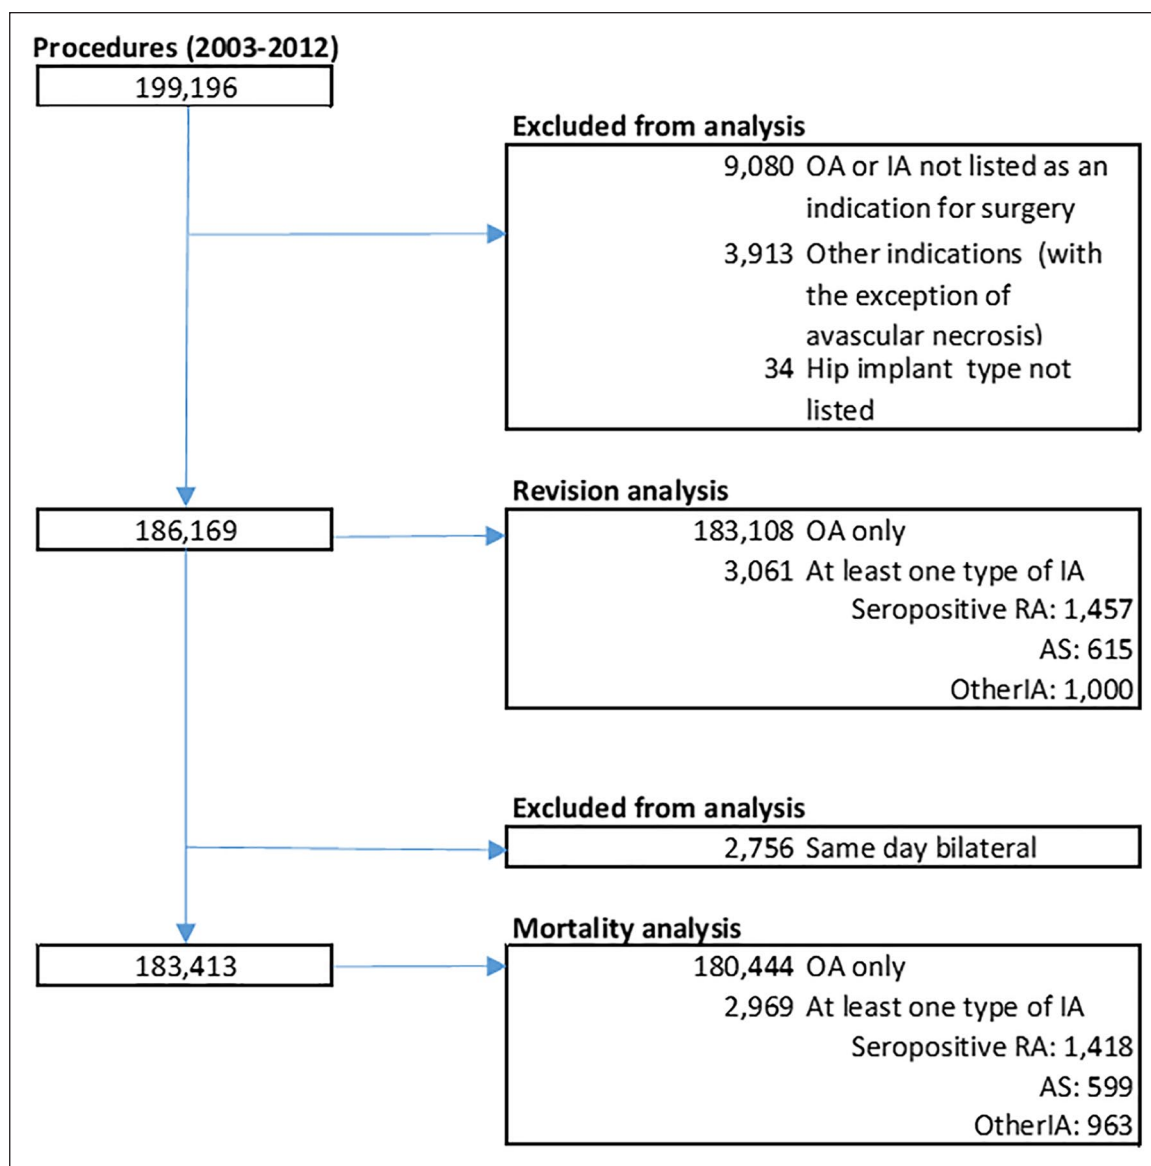 Procedures (2003-2012)
199,196
Excluded from analysis
9,080 OA or IA not listed as an
indication for surgery
3,913 Other indications (with
the exception of
avascular necrosis)
34 Hip implant type not
listed
Revision analysis
186,169
183,108 OA only
3,061 At least one type of IA
Seropositive RA: 1,457
AS: 615
OtherIA: 1,000
Excluded from analysis
2,756 Same day bilateral
Mortality analysis
183,413
180,444 OA only
2,969 At least one type of IA
Seropositive RA: 1,418
AS: 599
OtherIA: 963